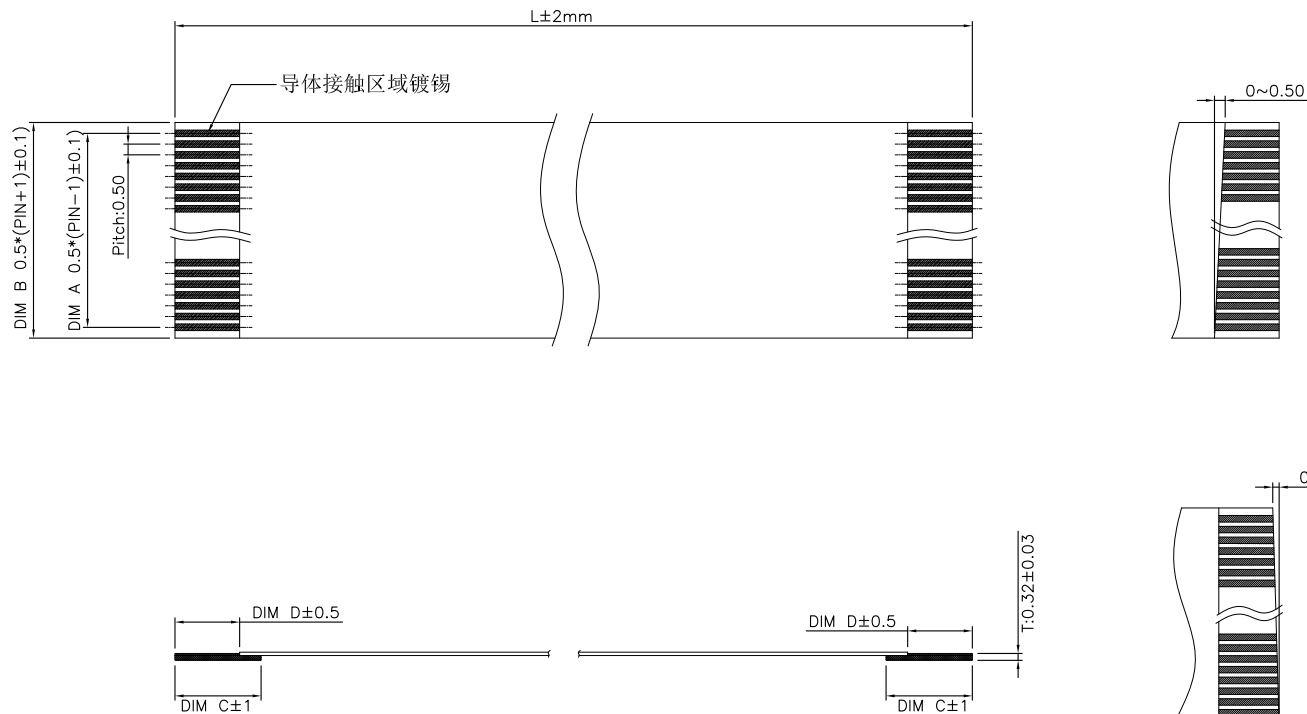 L±2mm
导体接触区域镀锡
0~0.50
DIM B 0.5*(PIN+1)±0.1)
DIM A 0.5*(PIN-1)±0.1)
Pitch:0.50
0
DIM D±0.5
DIM D±0.5
T:0.32±0.03
DIM C±1
DIM C±1